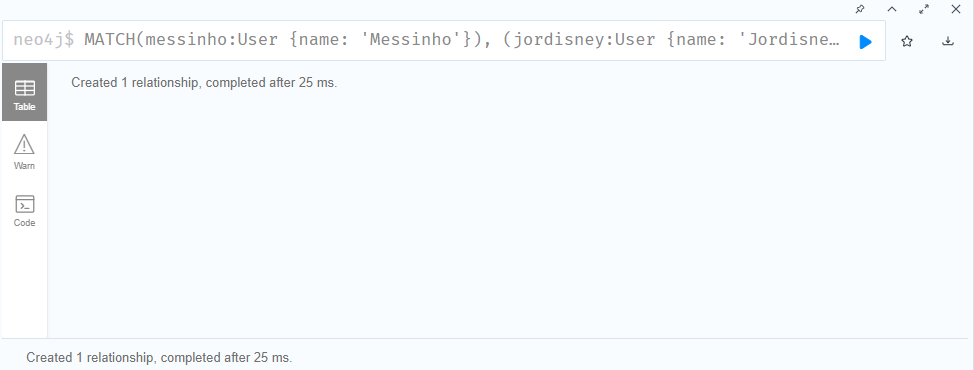 neo4j$ MATCH(messinho:User {name: 'Messinho'}), (jordisney:User {name: 'Jordisne…
Table
Created 1 relationship, completed after 25 ms.
Warn
Code
Created 1 relationship, completed after 25 ms.